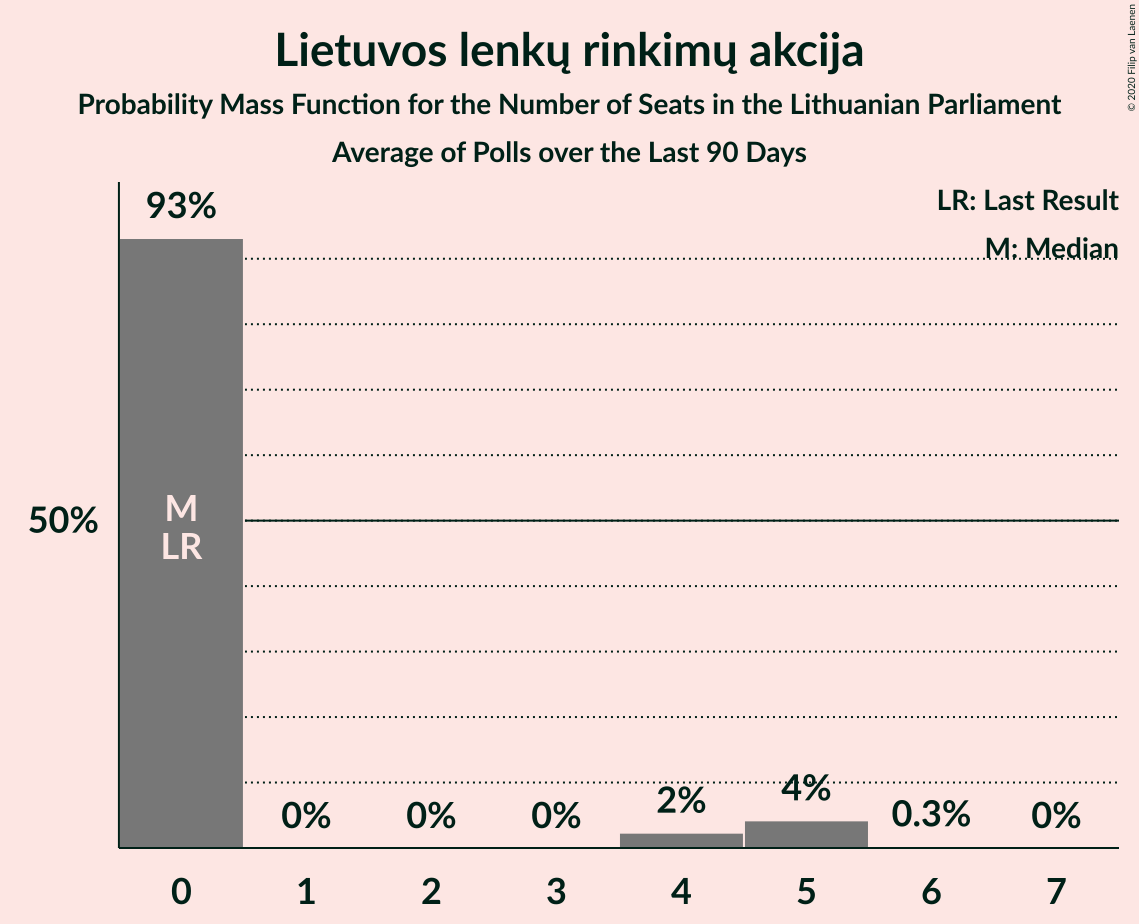 Lietuvos lenkų rinkimų akcija
Probability Mass Function for the Number of Seats in the Lithuanian Parliament
Average of Polls over the Last 90 Days
© 2020 Filip van Laenen
LR: Last Result
M: Median
93%
50%
M
LR
0%
0%
0%
2%
4%
0.3%
0%
0
1
2
3
4
5
6
7